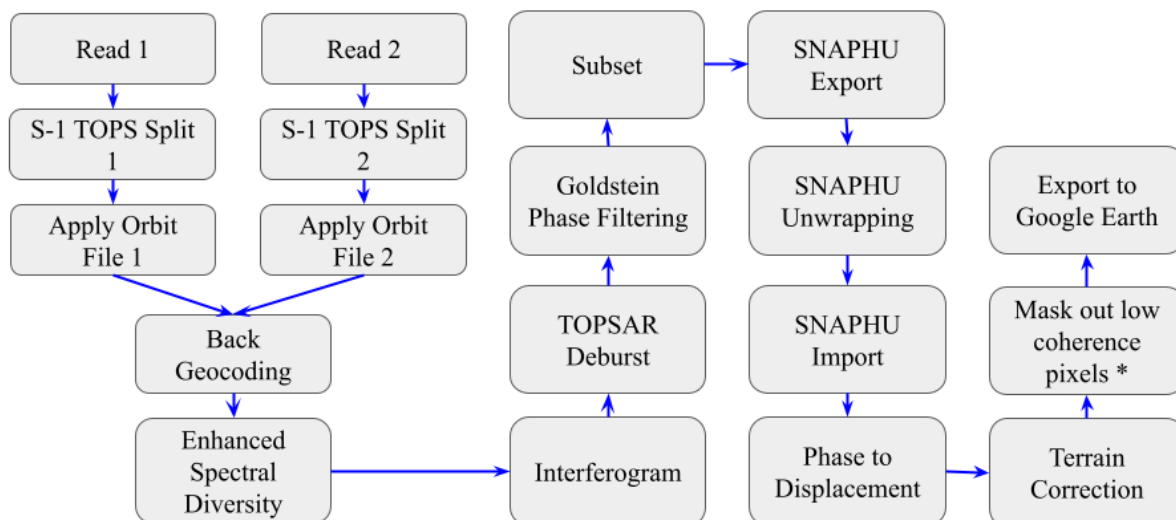 Read 1
Read 2
S-1 TOPS Split
1
S-1 TOPS Split
2
Apply Orbit
File 1
Apply Orbit
File 2
Back
Geocoding
Enhanced
Spectral
Diversity
Interferogram
TOPSAR
Deburst
Goldstein
Phase Filtering
Subset
SNAPHU
Export
SNAPHU
Unwrapping
SNAPHU
Import
Phase to
Displacement
Terrain
Correction
Mask out low
coherence
pixels *
Export to
Google Earth